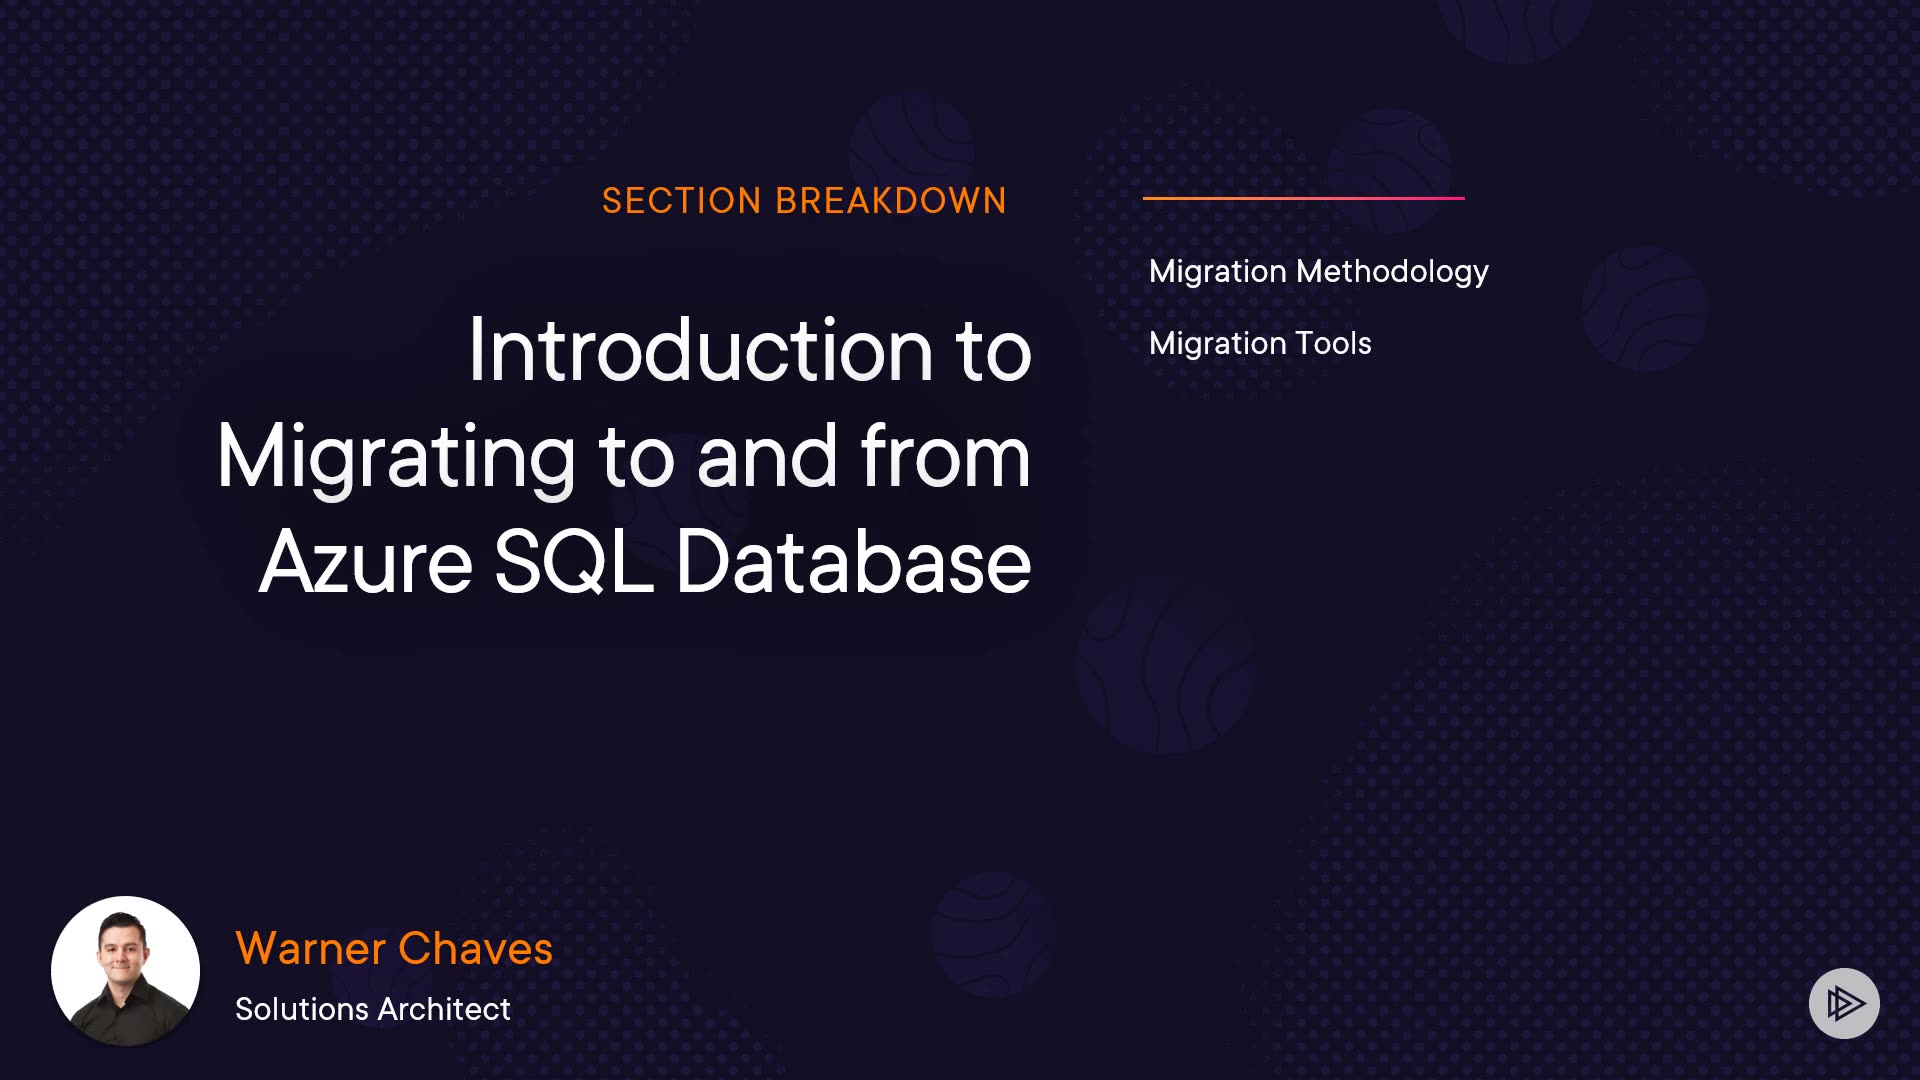 SECTION BREAKDOWN
Introduction to
Migrating to and from
Azure SQL Database
Migration Methodology
Migration Tools
Warner Chaves
Solutions Architect